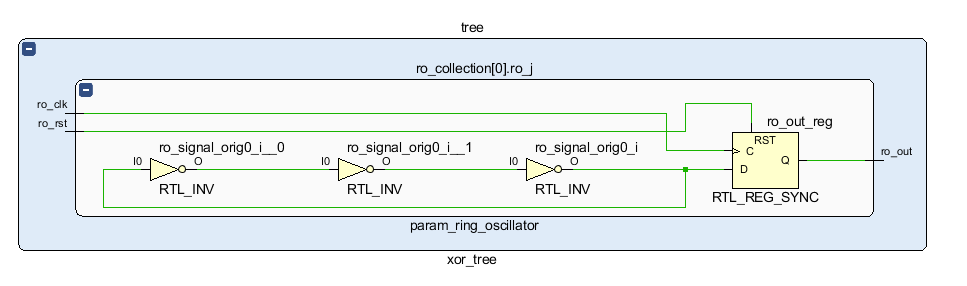 tree
ro_collection[0].ro_j
ro_clk
ro_rst
ro_out_reg
RST
ro_signal_orig0_i__0
ro_signal_orig0_i__1
ro_signal_orig0_i
C
I0
O
I0
O
I0
O
D
Q
ro_out
RTL_INV
RTL_INV
RTL_INV
RTL_REG_SYNC
param_ring_oscillator
xor_tree